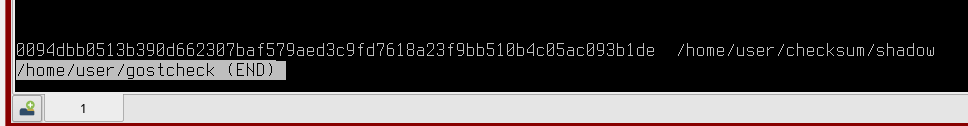 0094dbb0513b390d662307baf579aed3c9fd7618a23f9bb510b4c05ac093b1de  /home/user/checksum/shadow
/home/user/gostcheck (END)
1